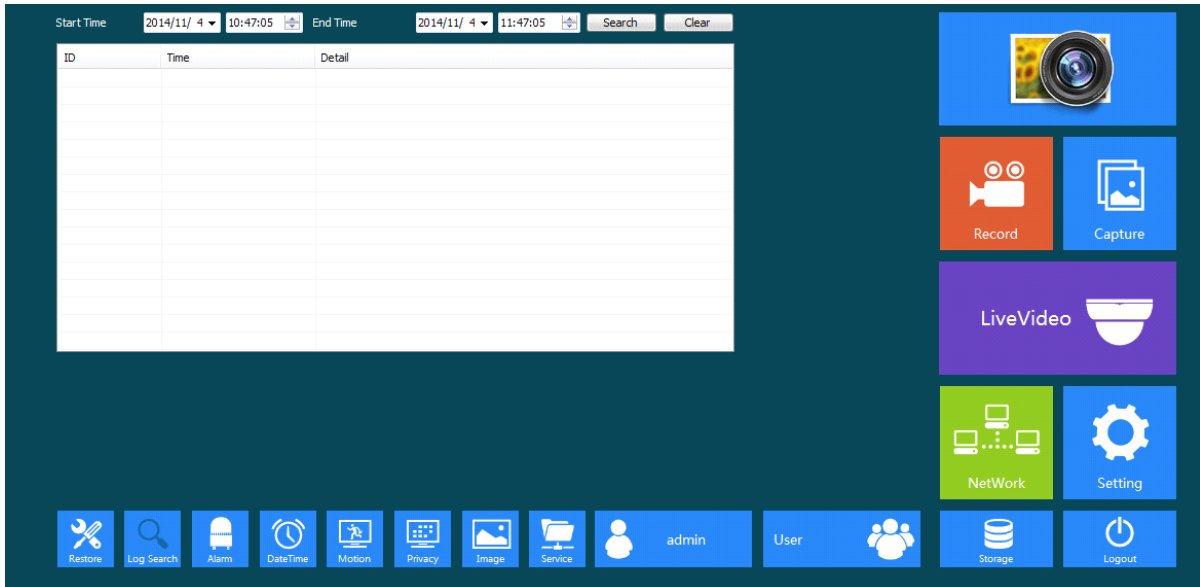 Start Time 2014/11/ 4 10:47:05 End Time 2014/11/ 4 11:47:05 Search Clear
ID Time Detail
Record Capture
LiveVideo
NetWork Setting
admin User
Restore Log Search Alarm DateTime Motion Privacy Image Service Storage Logout